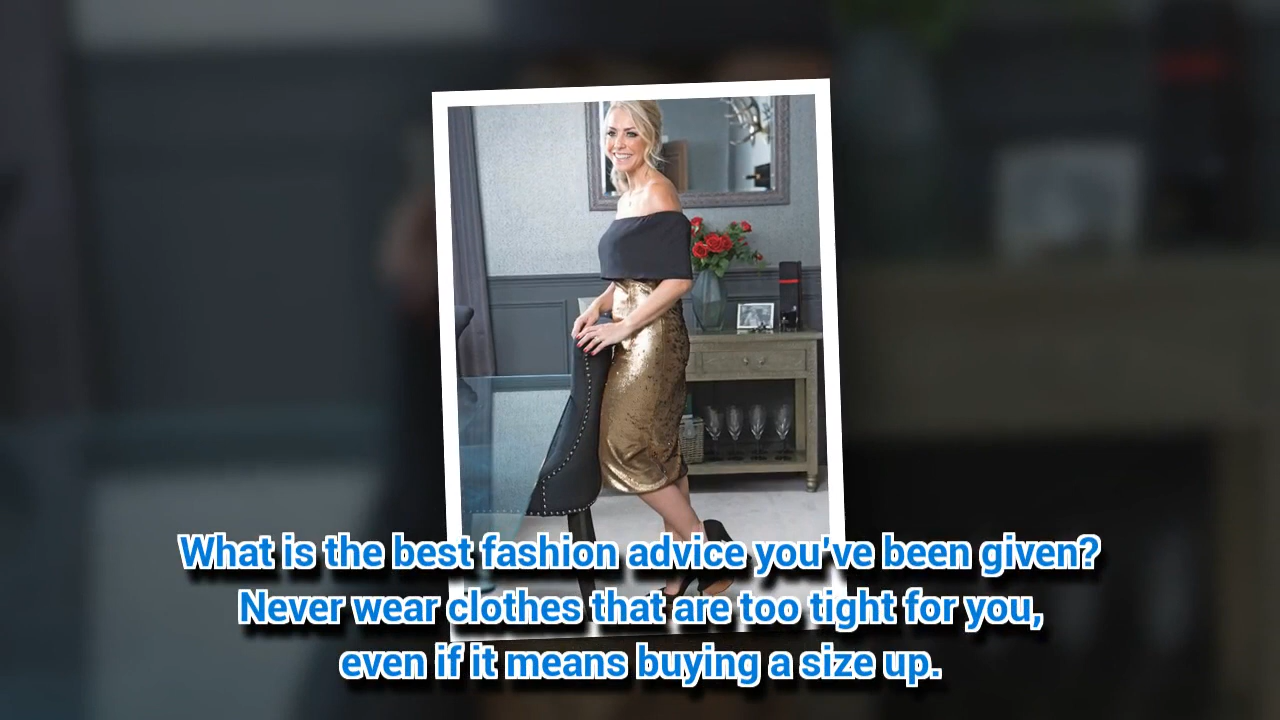 What is the best fashion advice you've been given?
Never wear clothes that are too tight for you,
even if it means buying a size up.